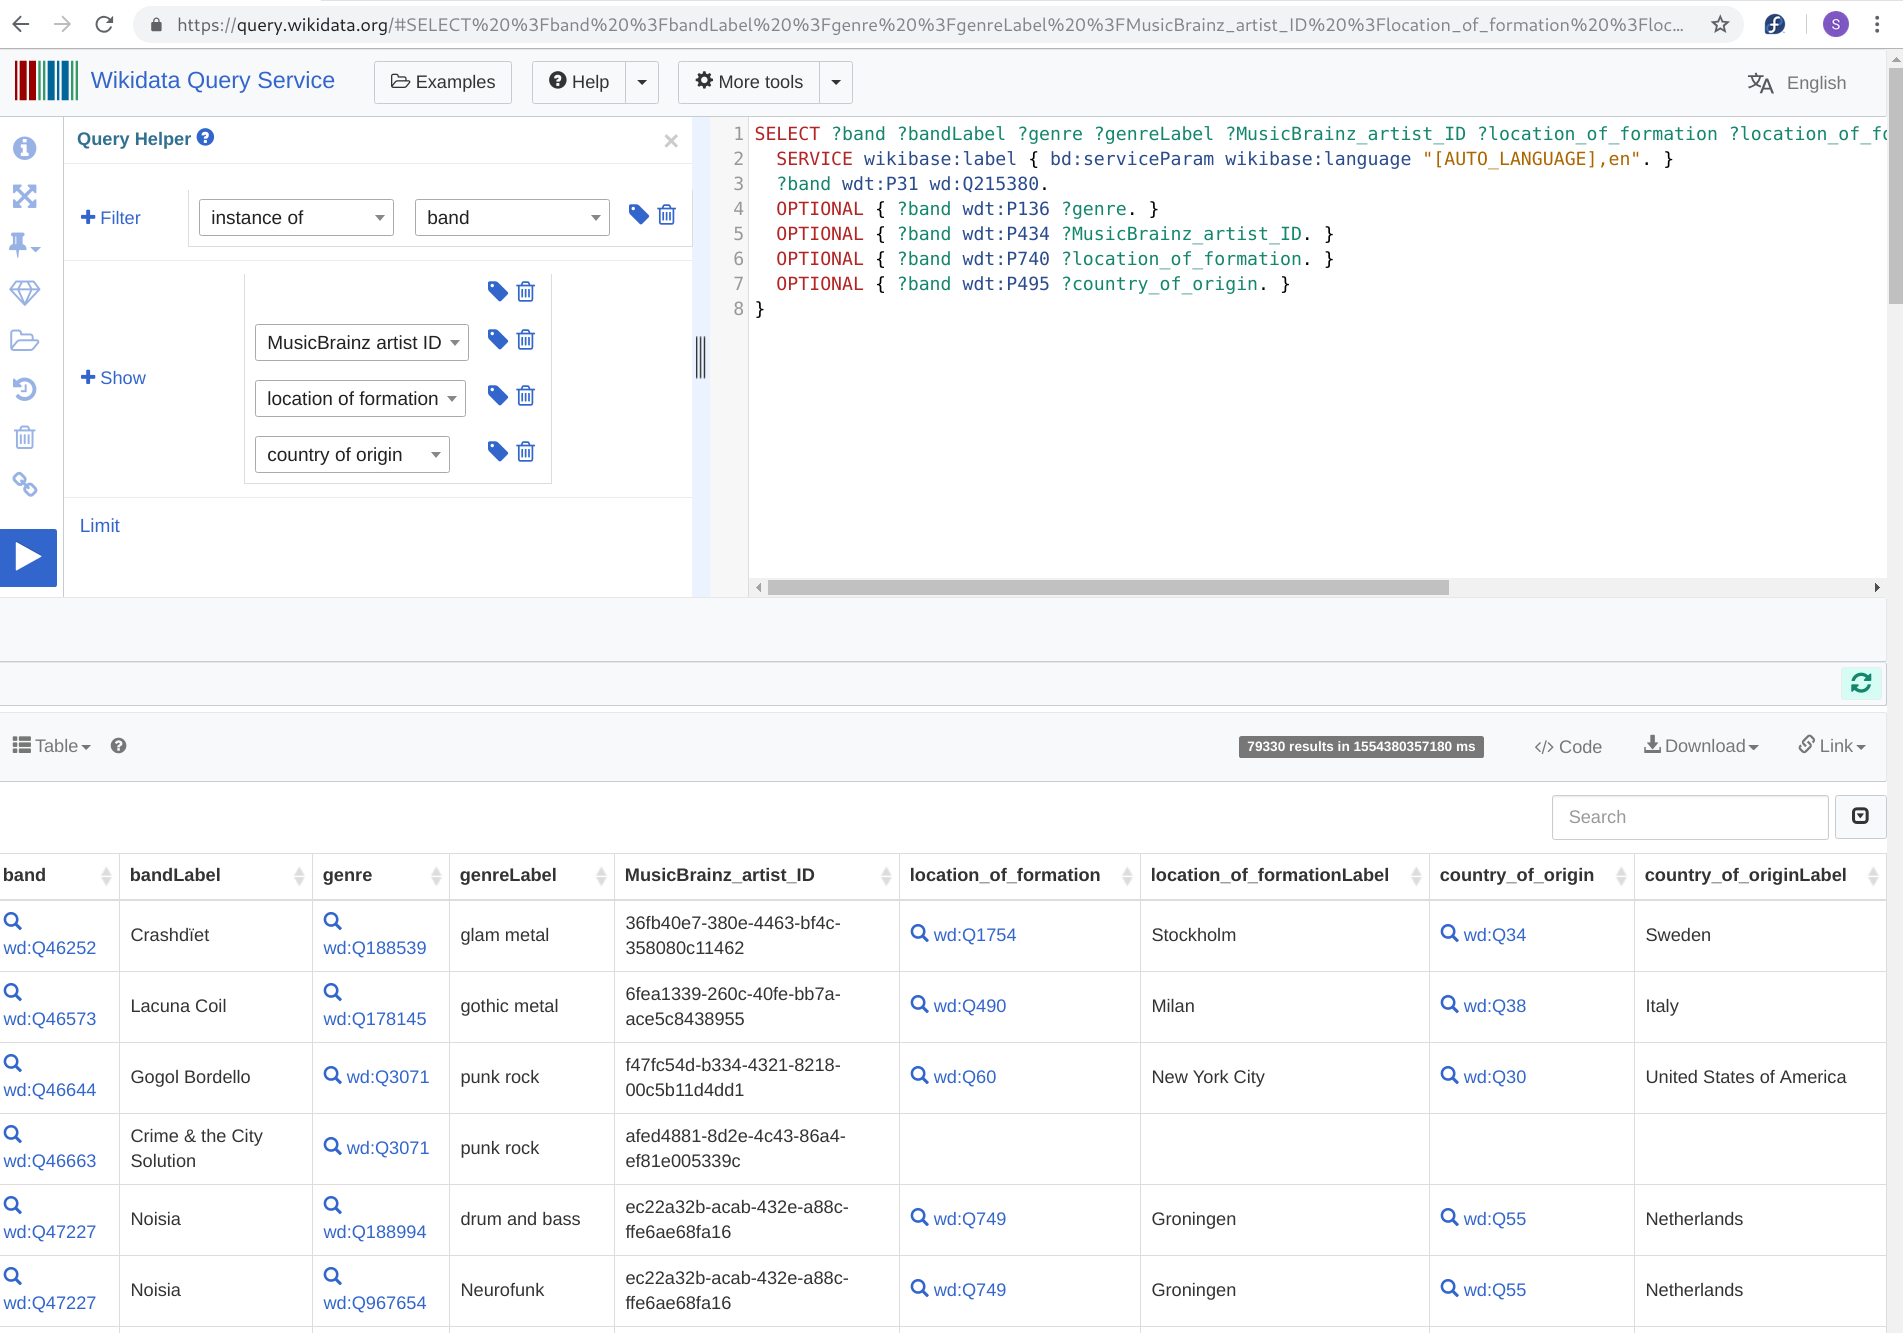 https://query.wikidata.org/#SELECT%20%3Fband%20%3FbandLabel%20%3Fgenre%20%3FgenreLabel%20%3FMusicBrainz_artist_ID%20%3Flocation_of_formation%20%3Floc...
S
Wikidata Query Service
Examples
Help
More tools
English
Query Helper
+ Filter
instance of
band
+ Show
MusicBrainz artist ID
location of formation
country of origin
Limit
1 SELECT ?band ?bandLabel ?genre ?genreLabel ?MusicBrainz_artist_ID ?location_of_formation ?location_of_fo
2 SERVICE wikibase:label { bd:serviceParam wikibase:language "[AUTO_LANGUAGE],en". }
3 ?band wdt:P31 wd:Q215380.
4 OPTIONAL { ?band wdt:P136 ?genre. }
5 OPTIONAL { ?band wdt:P434 ?MusicBrainz_artist_ID. }
6 OPTIONAL { ?band wdt:P740 ?location_of_formation. }
7 OPTIONAL { ?band wdt:P495 ?country_of_origin. }
8 }
Table
79330 results in 1554380357180 ms
</> Code
Download
Link
Search
band bandLabel genre genreLabel MusicBrainz_artist_ID location_of_formation location_of_formationLabel country_of_origin country_of_originLabel
wd:Q46252 Crashdïet wd:Q188539 glam metal 36fb40e7-380e-4463-bf4c-
358080c11462 wd:Q1754 Stockholm wd:Q34 Sweden
wd:Q46573 Lacuna Coil wd:Q178145 gothic metal 6fea1339-260c-40fe-bb7a-
ace5c8438955 wd:Q490 Milan wd:Q38 Italy
wd:Q46644 Gogol Bordello wd:Q3071 punk rock f47fc54d-b334-4321-8218-
00c5b11d4dd1 wd:Q60 New York City wd:Q30 United States of America
wd:Q46663 Crime & the City
Solution wd:Q3071 punk rock afed4881-8d2e-4c43-86a4-
ef81e005339c
wd:Q47227 Noisia wd:Q188994 drum and bass ec22a32b-acab-432e-a88c-
ffe6ae68fa16 wd:Q749 Groningen wd:Q55 Netherlands
wd:Q47227 Noisia wd:Q967654 Neurofunk ec22a32b-acab-432e-a88c-
ffe6ae68fa16 wd:Q749 Groningen wd:Q55 Netherlands